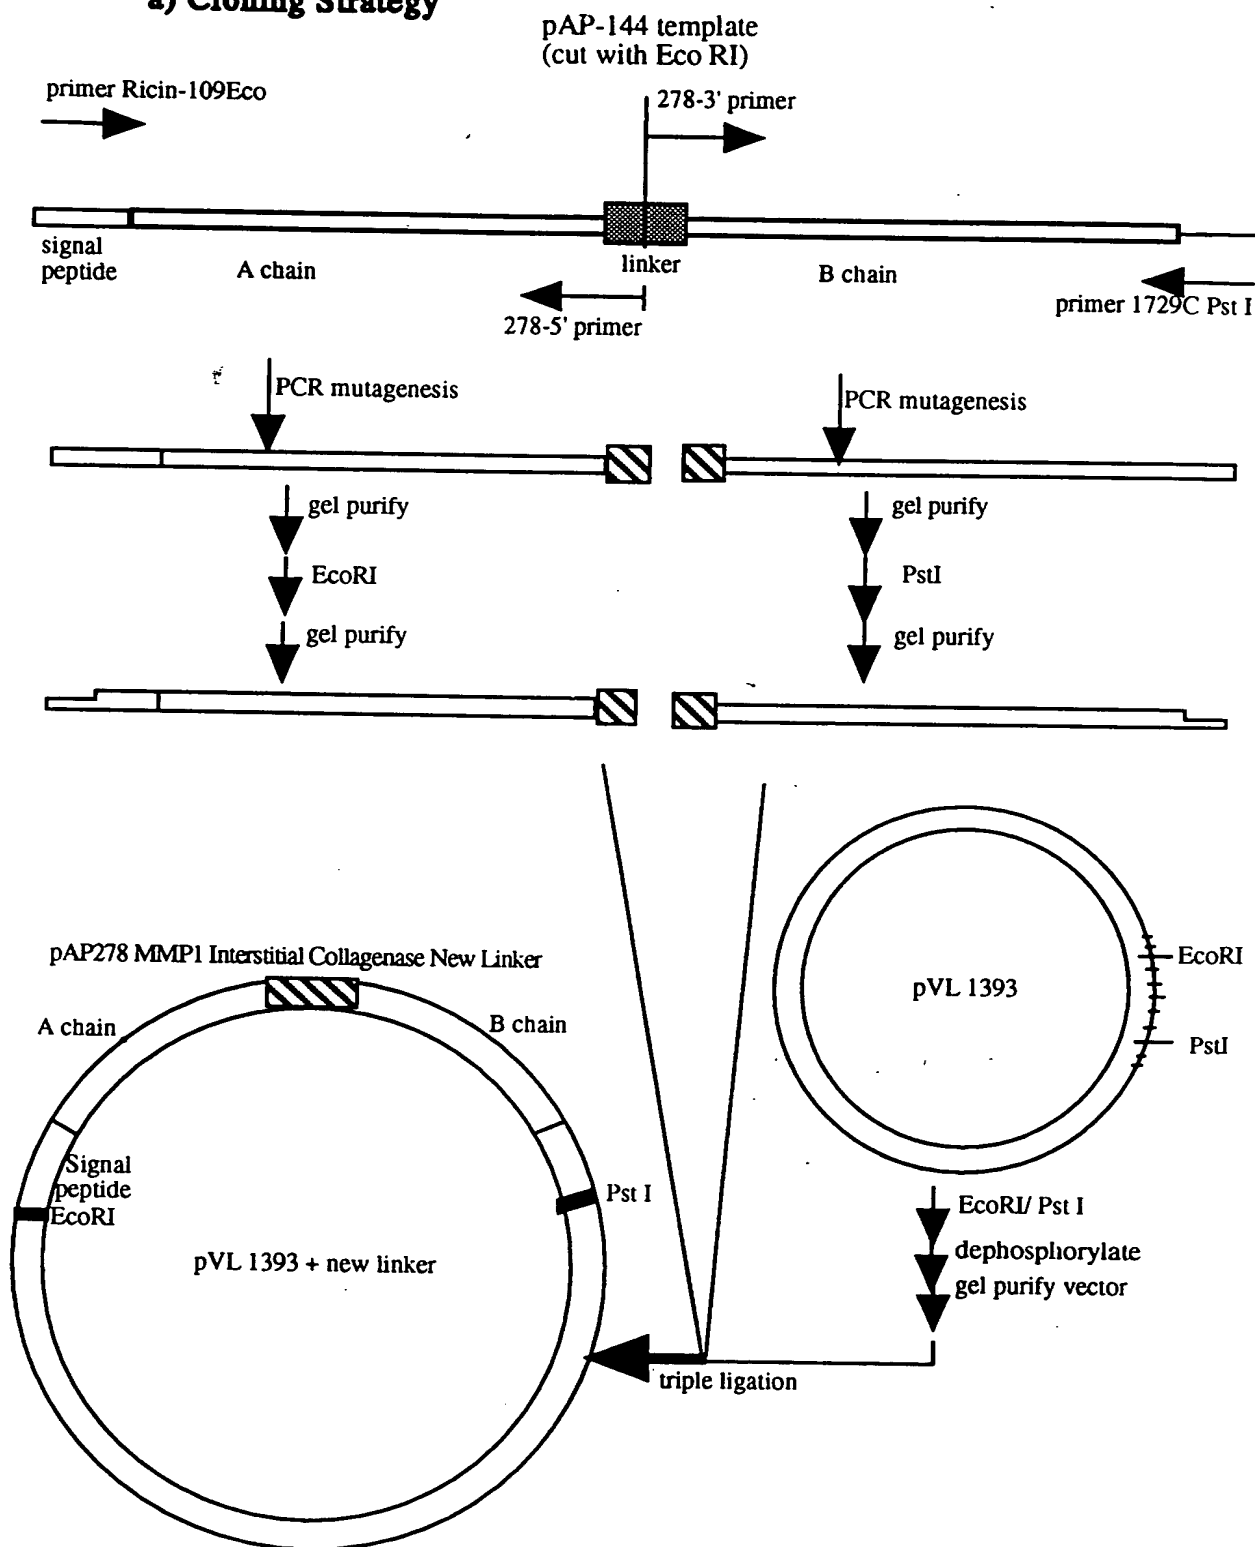 a) Cloning Strategy
pAP-144 template
(cut with Eco RI)
primer Ricin-109Eco
278-3' primer
signal
peptide
A chain
linker
B chain
278-5' primer
primer 1729C Pst I
PCR mutagenesis
PCR mutagenesis
gel purify
gel purify
EcoRI
PstI
gel purify
gel purify
pAP278 MMP1 Interstitial Collagenase New Linker
A chain
B chain
pVL 1393
EcoRI
PstI
Signal
peptide
EcoRI
Pst I
pVL 1393 + new linker
EcoRI/ Pst I
dephosphorylate
gel purify vector
triple ligation